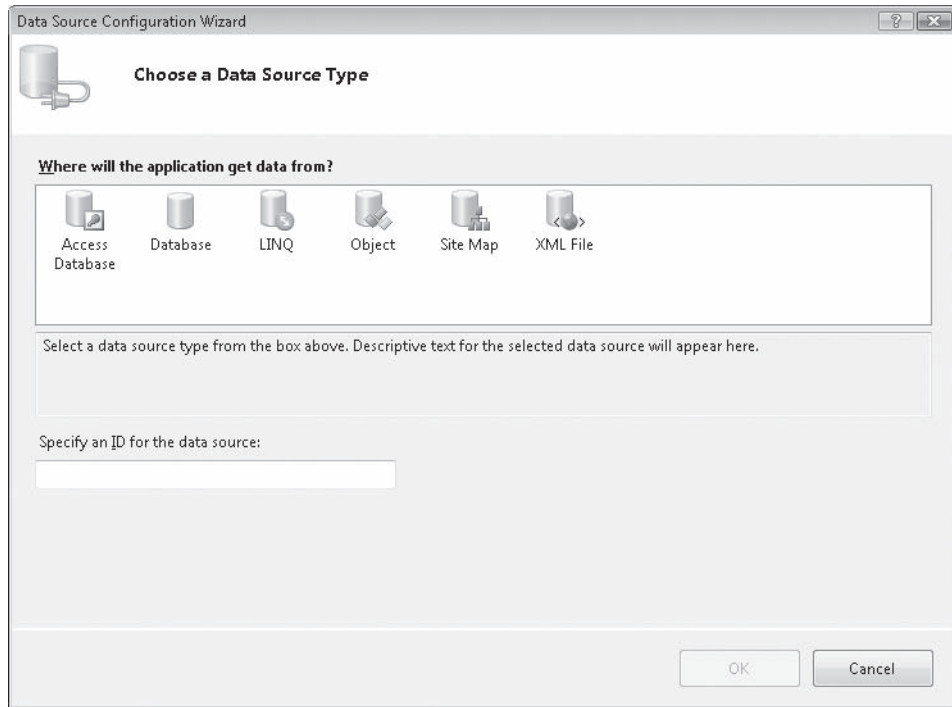 Data Source Configuration Wizard
Choose a Data Source Type
Where will the application get data from?
Access
Database
Database
LINQ
Object
Site Map
XML File
Select a data source type from the box above. Descriptive text for the selected data source will appear here.
Specify an ID for the data source:
OK
Cancel